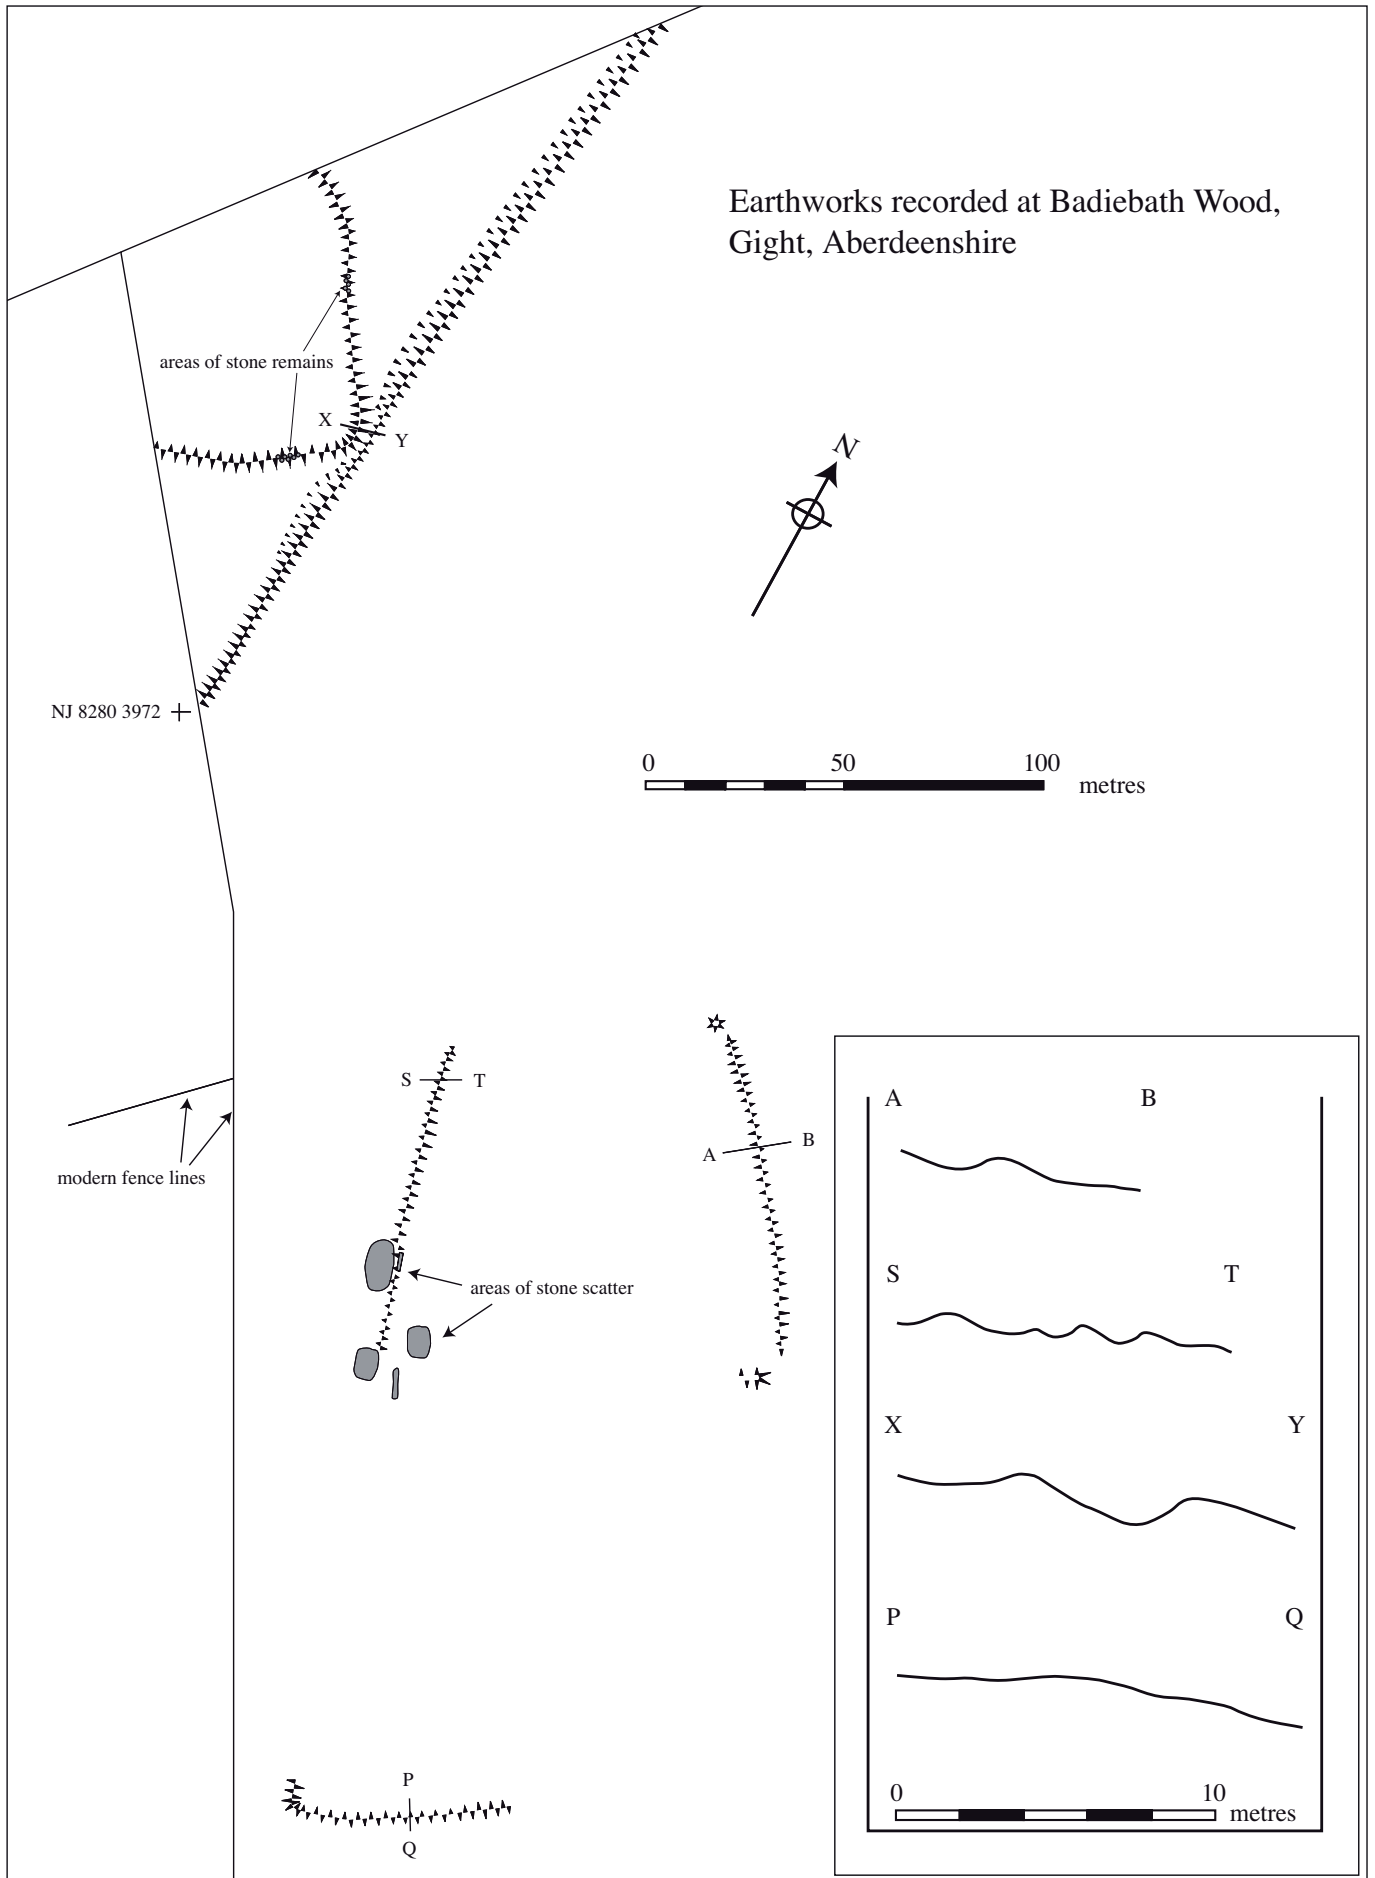 Earthworks recorded at Badiebath Wood,
Gight, Aberdeenshire
areas of stone remains
X
Y
N
NJ 8280 3972
0 50 100
metres
S T
A B
modern fence lines
areas of stone scatter
P
Q
A B
S T
X Y
P Q
0 10
metres